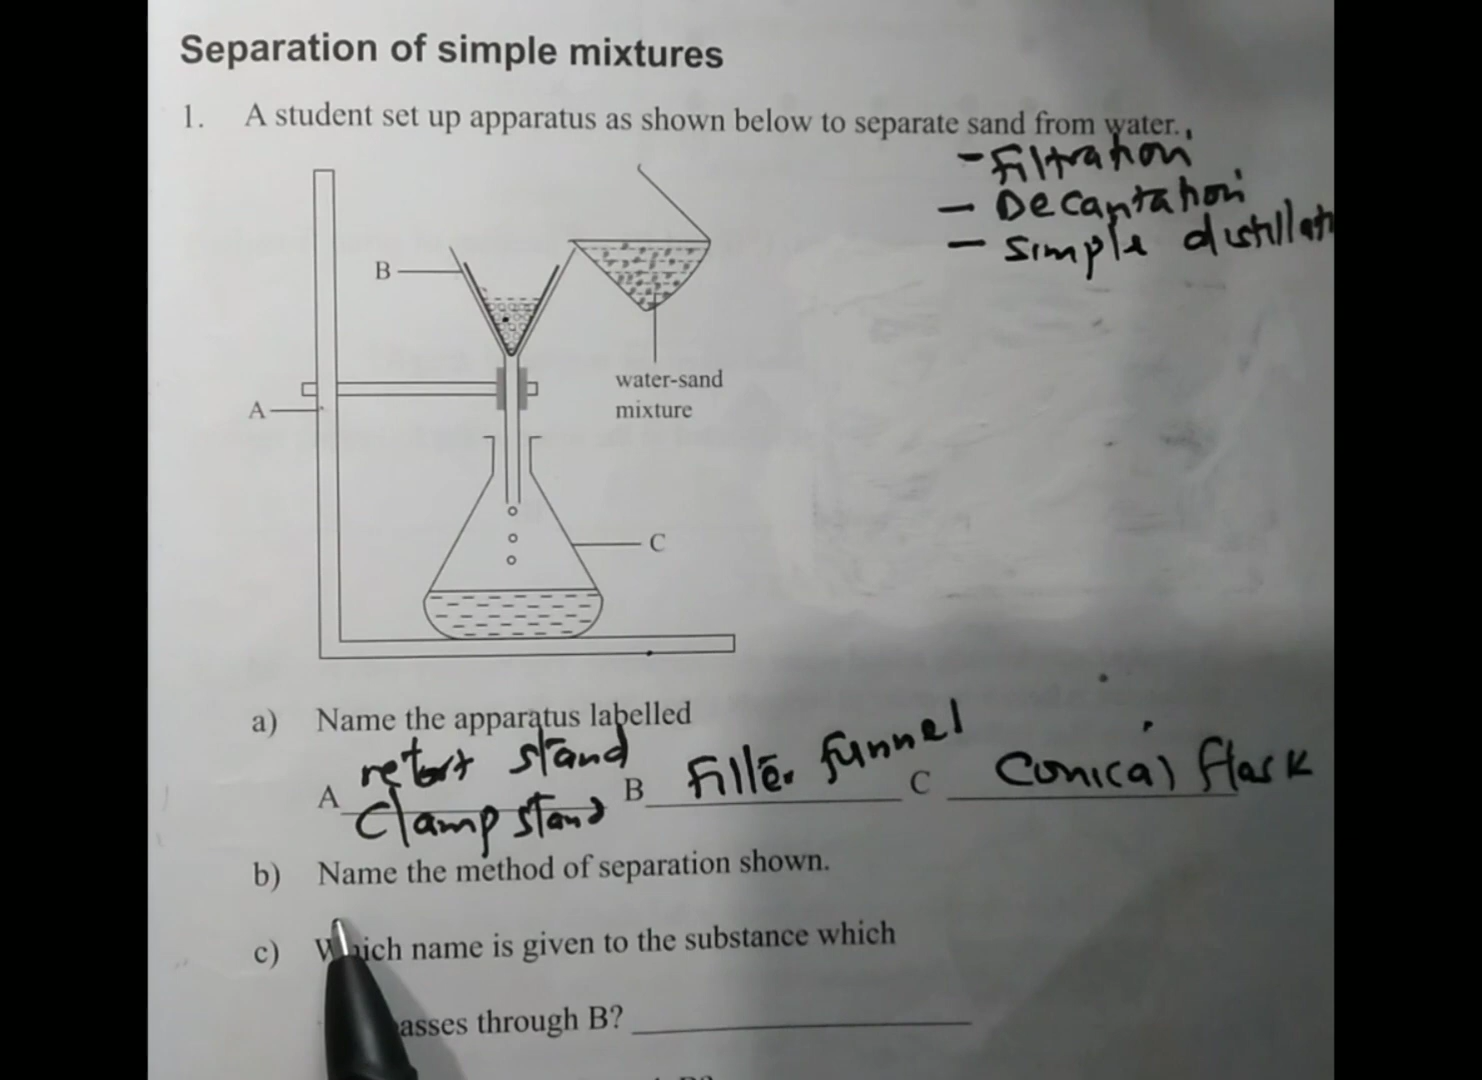 Separation of simple mixtures
1. A student set up apparatus as shown below to separate sand from water.
- Filtration
- Decantation
- simple distillati
B
water-sand
mixture
A
C
a) Name the apparatus labelled
retort stand
A clamp stand B Filter funnel C Conical flask
b) Name the method of separation shown.
c) Which name is given to the substance which
asses through B?